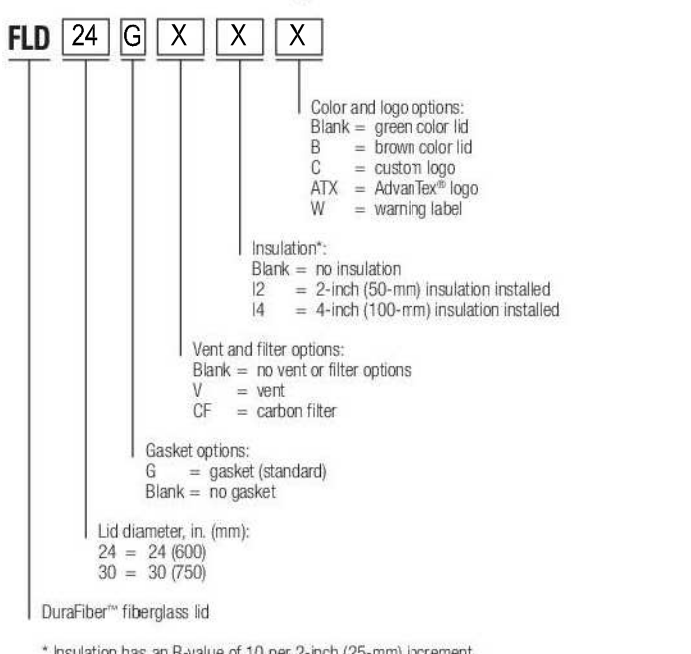 FLD 24 G X X X
Color and logo options:
Blank = green color lid
B = brown color lid
C = custom logo
ATX = AdvanTex® logo
W = warning label
Insulation*:
Blank = no insulation
I2 = 2-inch (50-mm) insulation installed
I4 = 4-inch (100-mm) insulation installed
Vent and filter options:
Blank = no vent or filter options
V = vent
CF = carbon filter
Gasket options:
G = gasket (standard)
Blank = no gasket
Lid diameter, in. (mm):
24 = 24 (600)
30 = 30 (750)
DuraFiber™ fiberglass lid
* Insulation has an R-value of 10 per 2-inch (25-mm) increment